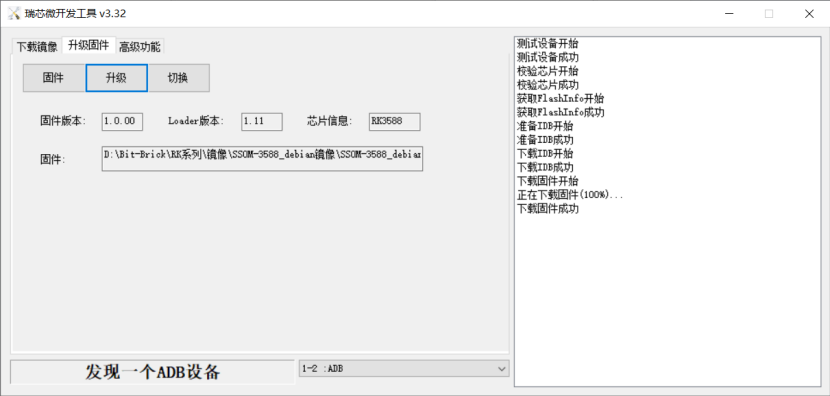 瑞芯微开发工具 v3.32
下载镜像 升级固件 高级功能
固件 升级 切换
固件版本: 1.0.00 Loader版本: 1.11 芯片信息: RK3588
固件: D:\Bit-Brick\RK系列\镜像\SSOM-3588_debian镜像\SSOM-3588_debian
发现一个ADB设备 1-2 :ADB
测试设备开始
测试设备成功
校验芯片开始
校验芯片成功
获取FlashInfo开始
获取FlashInfo成功
准备IDB开始
准备IDB成功
下载IDB开始
下载IDB成功
下载固件开始
正在下载固件(100%)...
下载固件成功